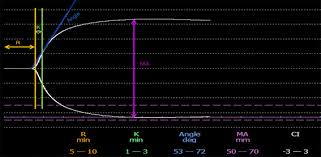 K
Angle
R
MA
R K Angle MA CI
min min deg mm
5 — 10 1 — 3 53 — 72 50 — 70 -3 — 3